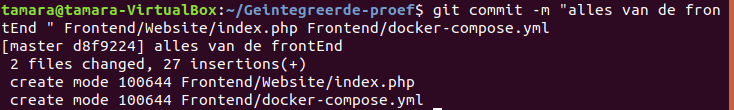 tamara@tamara-VirtualBox:~/Geintegreerde-proef$ git commit -m "alles van de fron
tEnd " Frontend/Website/index.php Frontend/docker-compose.yml
[master d8f9224] alles van de frontEnd
 2 files changed, 27 insertions(+)
 create mode 100644 Frontend/Website/index.php
 create mode 100644 Frontend/docker-compose.yml